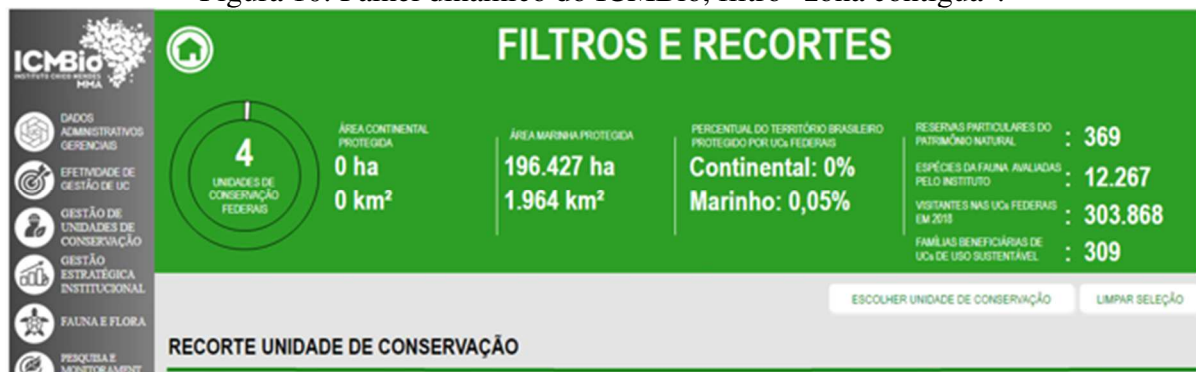 Figura 10: Painel dinâmico do ICMBio, filtro "zona contígua".
ICMBio
INSTITUTO CHICO MENDES
MMA
DADOS
ADMINISTRATIVOS
GERENCIAIS
EFETIVIDADE DE
GESTÃO DE UC
GESTÃO DE
UNIDADES DE
CONSERVAÇÃO
GESTÃO
ESTRATÉGICA
INSTITUCIONAL
FAUNA E FLORA
PESQUISA E
MONITORAMENT
FILTROS E RECORTES
4
UNIDADES DE
CONSERVAÇÃO
FEDERAIS
ÁREA CONTINENTAL
PROTEGIDA
0 ha
0 km²
ÁREA MARINHA PROTEGIDA
196.427 ha
1.964 km²
PERCENTUAL DO TERRITÓRIO BRASILEIRO
PROTEGIDO POR UCs FEDERAIS
Continental: 0%
Marinho: 0,05%
RESERVAS PARTICULARES DO
PATRIMÔNIO NATURAL : 369
ESPÉCIES DA FAUNA AVALIADAS
PELO INSTITUTO : 12.267
VISITANTES NAS UCs FEDERAIS
EM 2018 : 303.868
FAMÍLIAS BENEFICIÁRIAS DE
UCs DE USO SUSTENTÁVEL : 309
ESCOLHER UNIDADE DE CONSERVAÇÃO
LIMPAR SELEÇÃO
RECORTE UNIDADE DE CONSERVAÇÃO